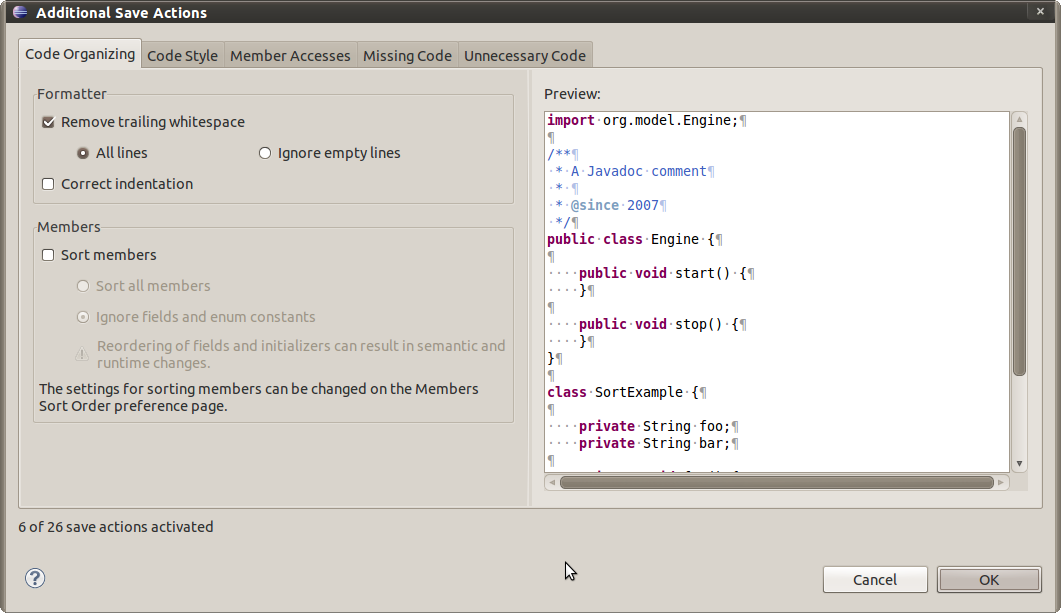 Additional Save Actions
Code Organizing Code Style Member Accesses Missing Code Unnecessary Code
Formatter
Remove trailing whitespace
All lines Ignore empty lines
Correct indentation
Members
Sort members
Sort all members
Ignore fields and enum constants
Reordering of fields and initializers can result in semantic and
runtime changes.
The settings for sorting members can be changed on the Members
Sort Order preference page.
Preview:
import·org.model.Engine;¶
¶
/**¶
·*·A·Javadoc·comment¶
·*·¶
·*·@since·2007¶
·*/¶
public·class·Engine·{¶
¶
····public·void·start()·{¶
····}¶
¶
····public·void·stop()·{¶
····}¶
}¶
¶
class·SortExample·{¶
¶
····private·String·foo;¶
····private·String·bar;¶
¶
6 of 26 save actions activated
?
Cancel OK